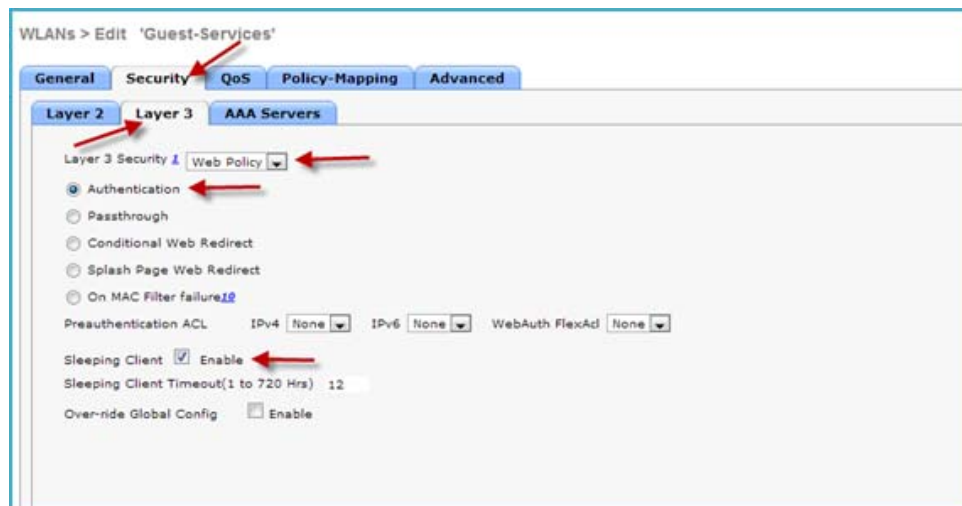 WLANs > Edit 'Guest-Services'
General Security QoS Policy-Mapping Advanced
Layer 2 Layer 3 AAA Servers
Layer 3 Security 1 Web Policy
Authentication
Passthrough
Conditional Web Redirect
Splash Page Web Redirect
On MAC Filter failure10
Preauthentication ACL IPv4 None IPv6 None WebAuth FlexAcl None
Sleeping Client Enable
Sleeping Client Timeout(1 to 720 Hrs) 12
Over-ride Global Config Enable